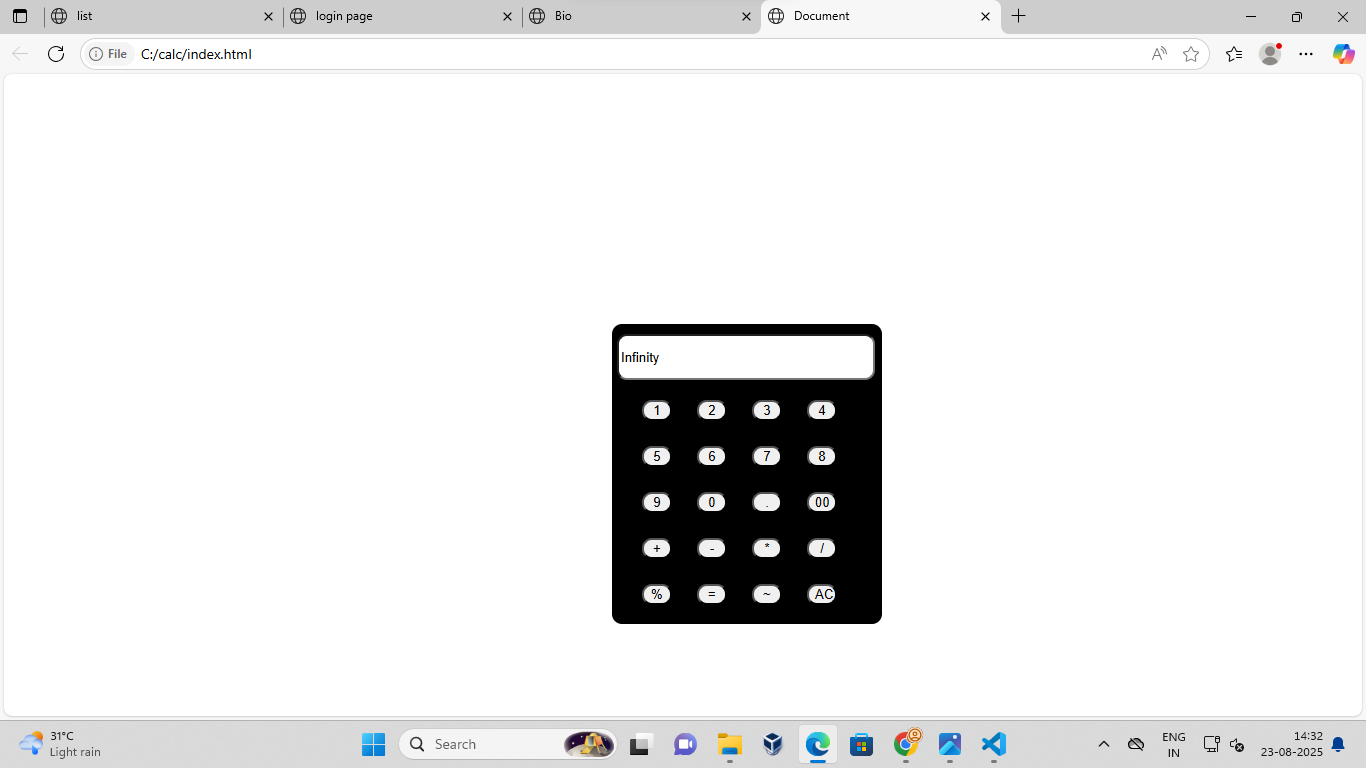 list
login page
Bio
Document
File
C:/calc/index.html
Infinity
1 2 3 4
5 6 7 8
9 0 . 00
+ - * /
% = ~ AC
31°C
Light rain
Search
ENG
IN
14:32
23-08-2025